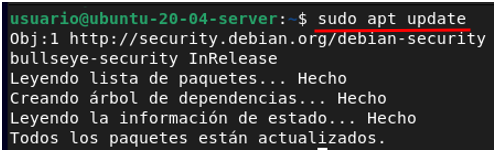 usuario@ubuntu-20-04-server:~$ sudo apt update
Obj:1 http://security.debian.org/debian-security
bullseye-security InRelease
Leyendo lista de paquetes... Hecho
Creando árbol de dependencias... Hecho
Leyendo la información de estado... Hecho
Todos los paquetes están actualizados.